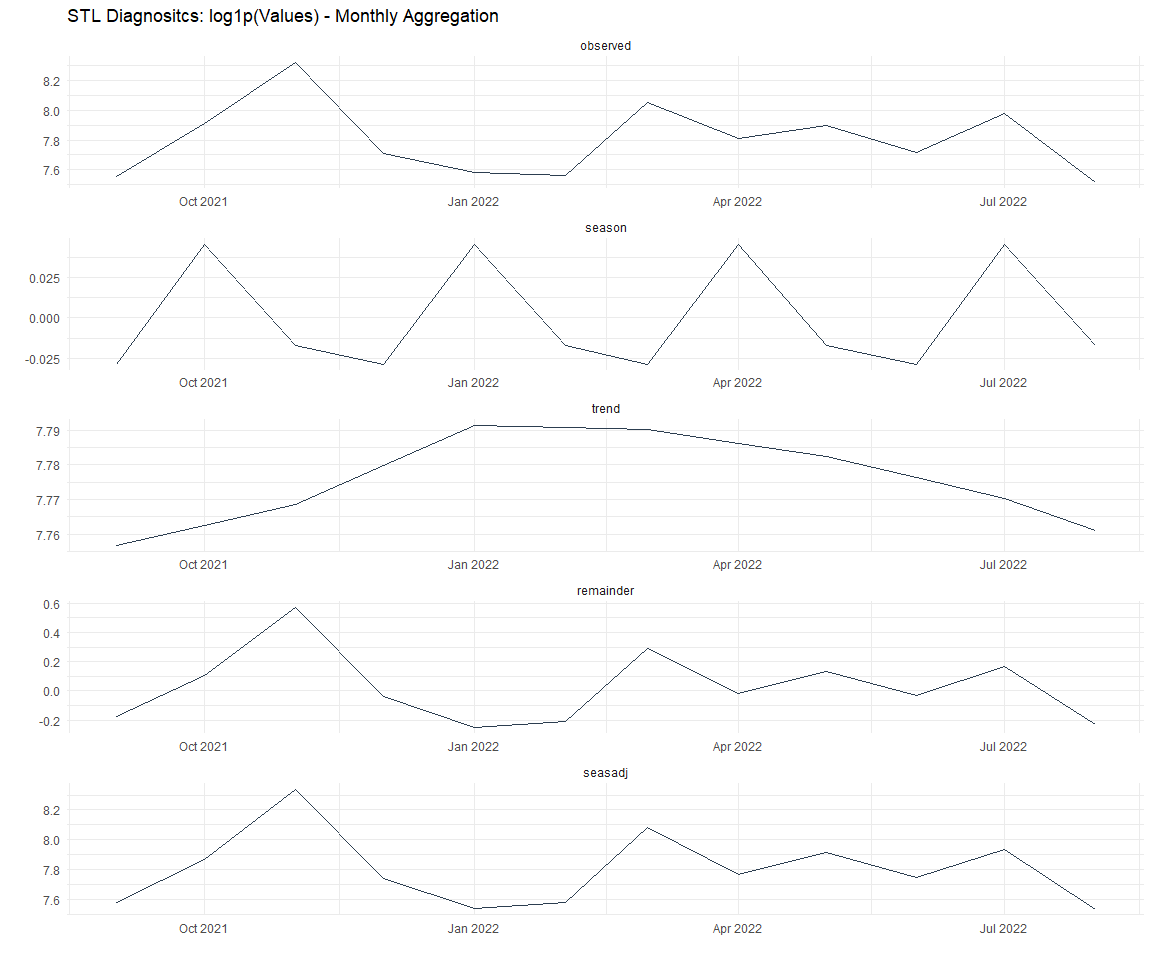 STL Diagnositcs: log1p(Values) - Monthly Aggregation
observed
8.2
8.0
7.8
7.6
Oct 2021 Jan 2022 Apr 2022 Jul 2022
season
0.025
0.000
-0.025
Oct 2021 Jan 2022 Apr 2022 Jul 2022
trend
7.79
7.78
7.77
7.76
Oct 2021 Jan 2022 Apr 2022 Jul 2022
remainder
0.6
0.4
0.2
0.0
-0.2
Oct 2021 Jan 2022 Apr 2022 Jul 2022
seasadj
8.2
8.0
7.8
7.6
Oct 2021 Jan 2022 Apr 2022 Jul 2022